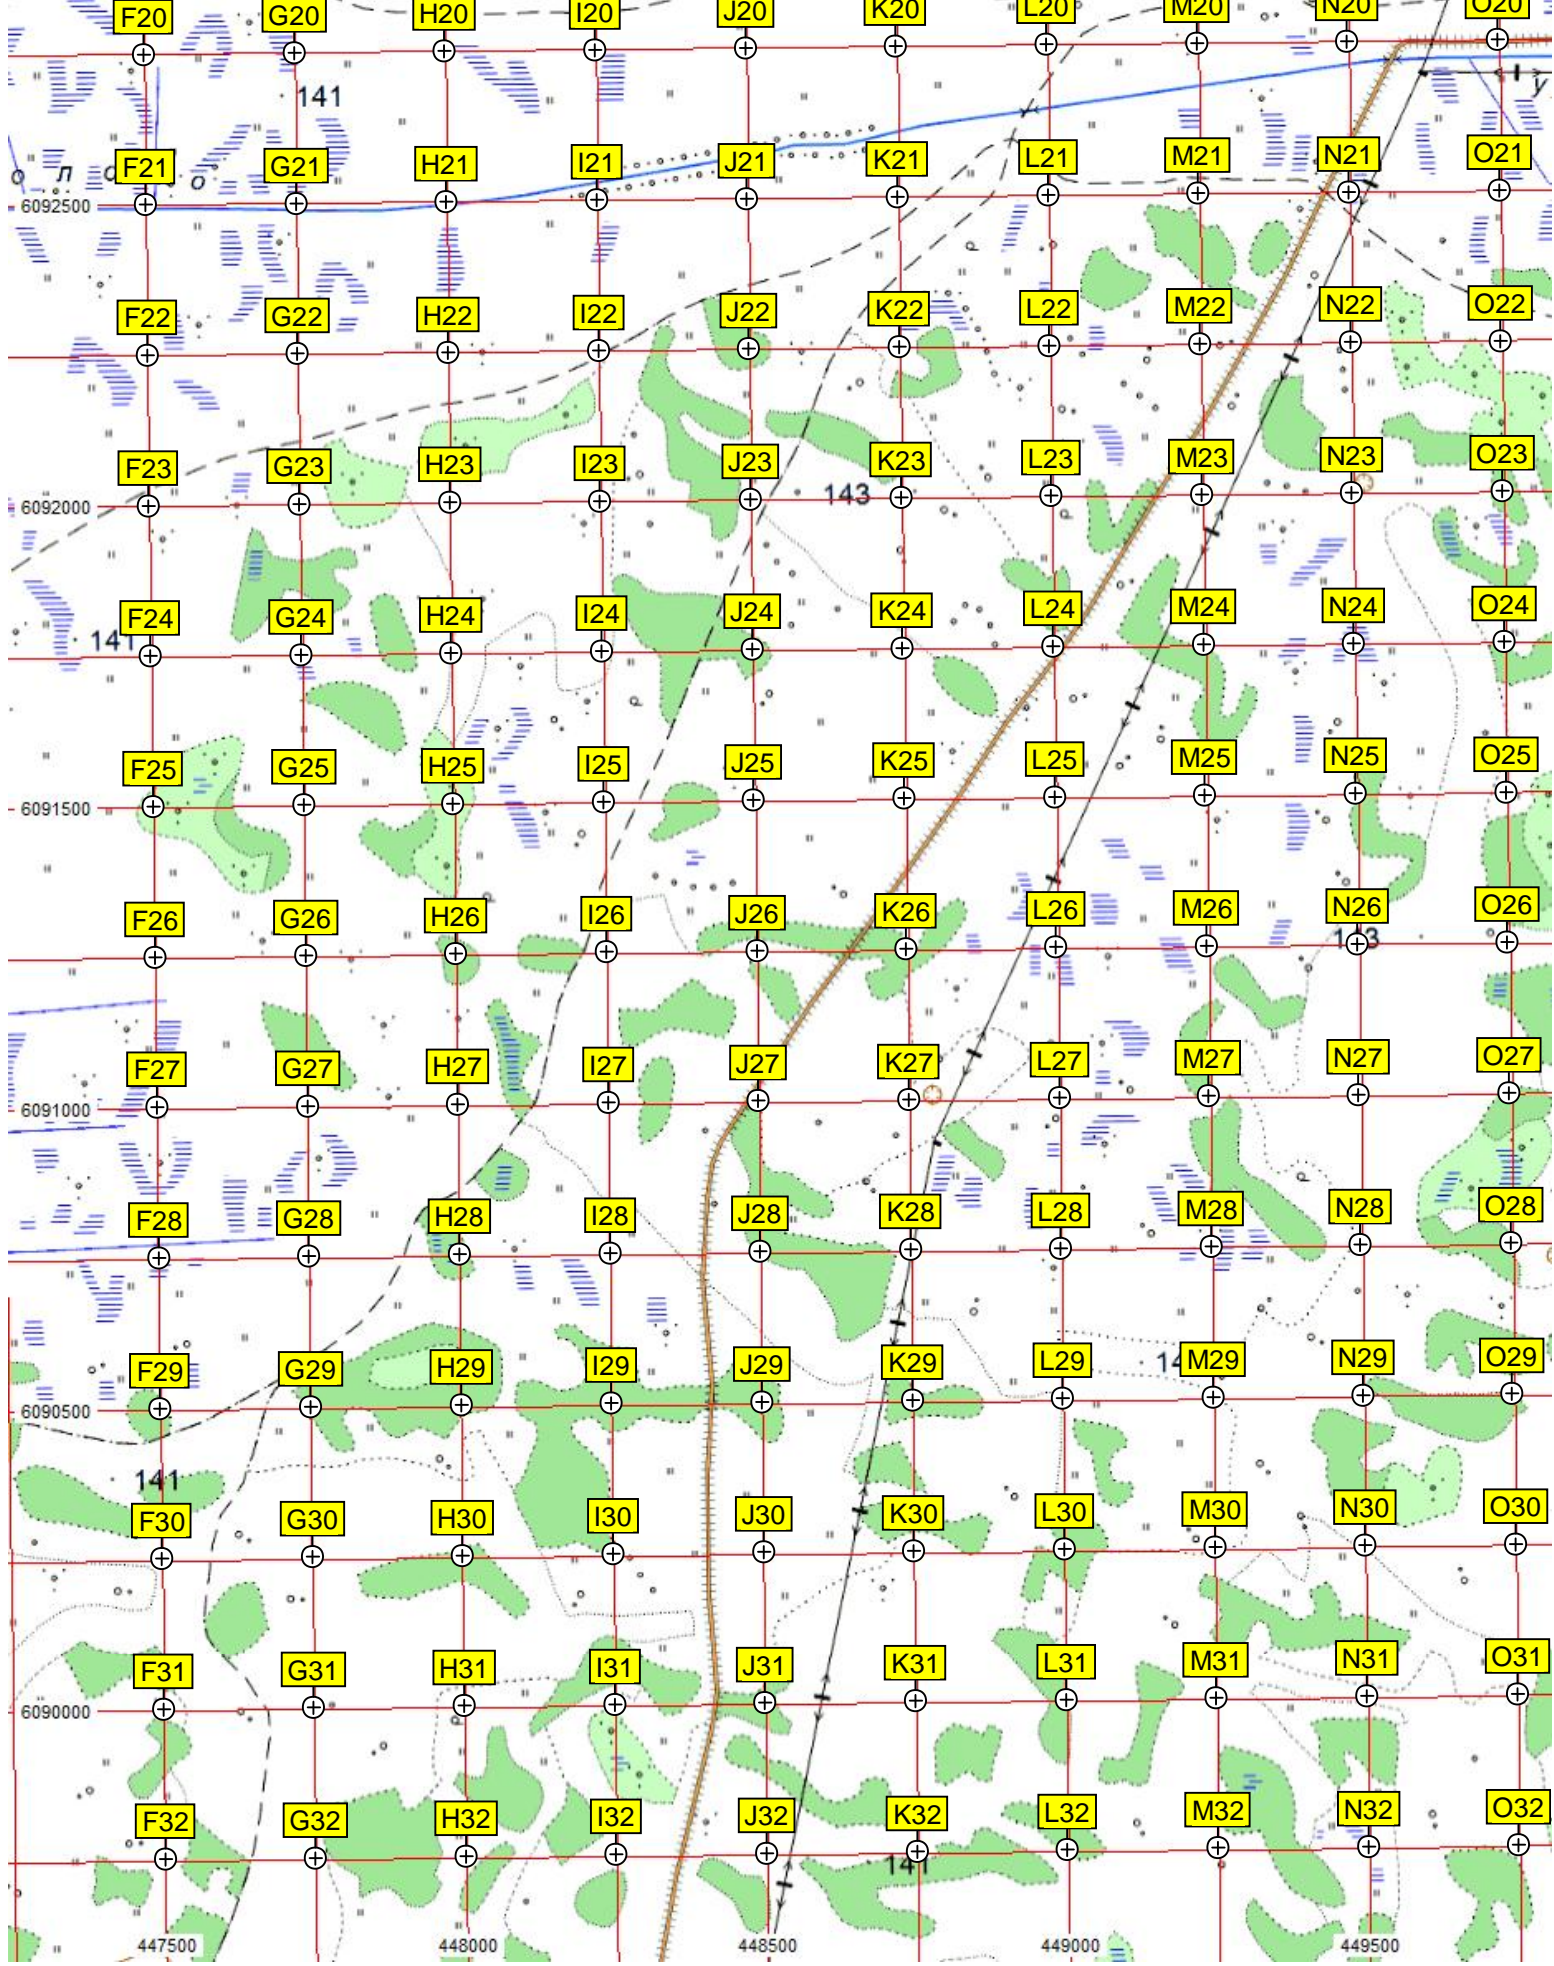 F20 G20 H20 I20 J20 K20 L20 M20 N20 O20
141
у
F21 G21 H21 I21 J21 K21 L21 M21 N21 O21
о л о
6092500
F22 G22 H22 I22 J22 K22 L22 M22 N22 O22
F23 G23 H23 I23 J23 K23 L23 M23 N23 O23
143
6092000
F24 G24 H24 I24 J24 K24 L24 M24 N24 O24
141
F25 G25 H25 I25 J25 K25 L25 M25 N25 O25
6091500
F26 G26 H26 I26 J26 K26 L26 M26 N26 O26
F27 G27 H27 I27 J27 K27 L27 M27 N27 O27
6091000
F28 G28 H28 I28 J28 K28 L28 M28 N28 O28
F29 G29 H29 I29 J29 K29 L29 M29 N29 O29
6090500
141
F30 G30 H30 I30 J30 K30 L30 M30 N30 O30
F31 G31 H31 I31 J31 K31 L31 M31 N31 O31
6090000
F32 G32 H32 I32 J32 K32 L32 M32 N32 O32
141
447500 448000 448500 449000 449500